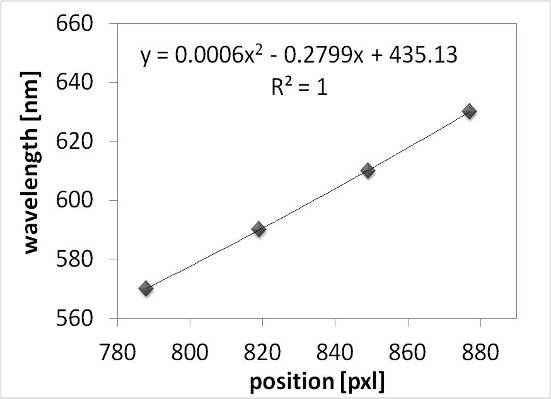 660
640
620
600
580
560
wavelength [nm]
y = 0.0006x² - 0.2799x + 435.13
R² = 1
780 800 820 840 860 880
position [pxl]